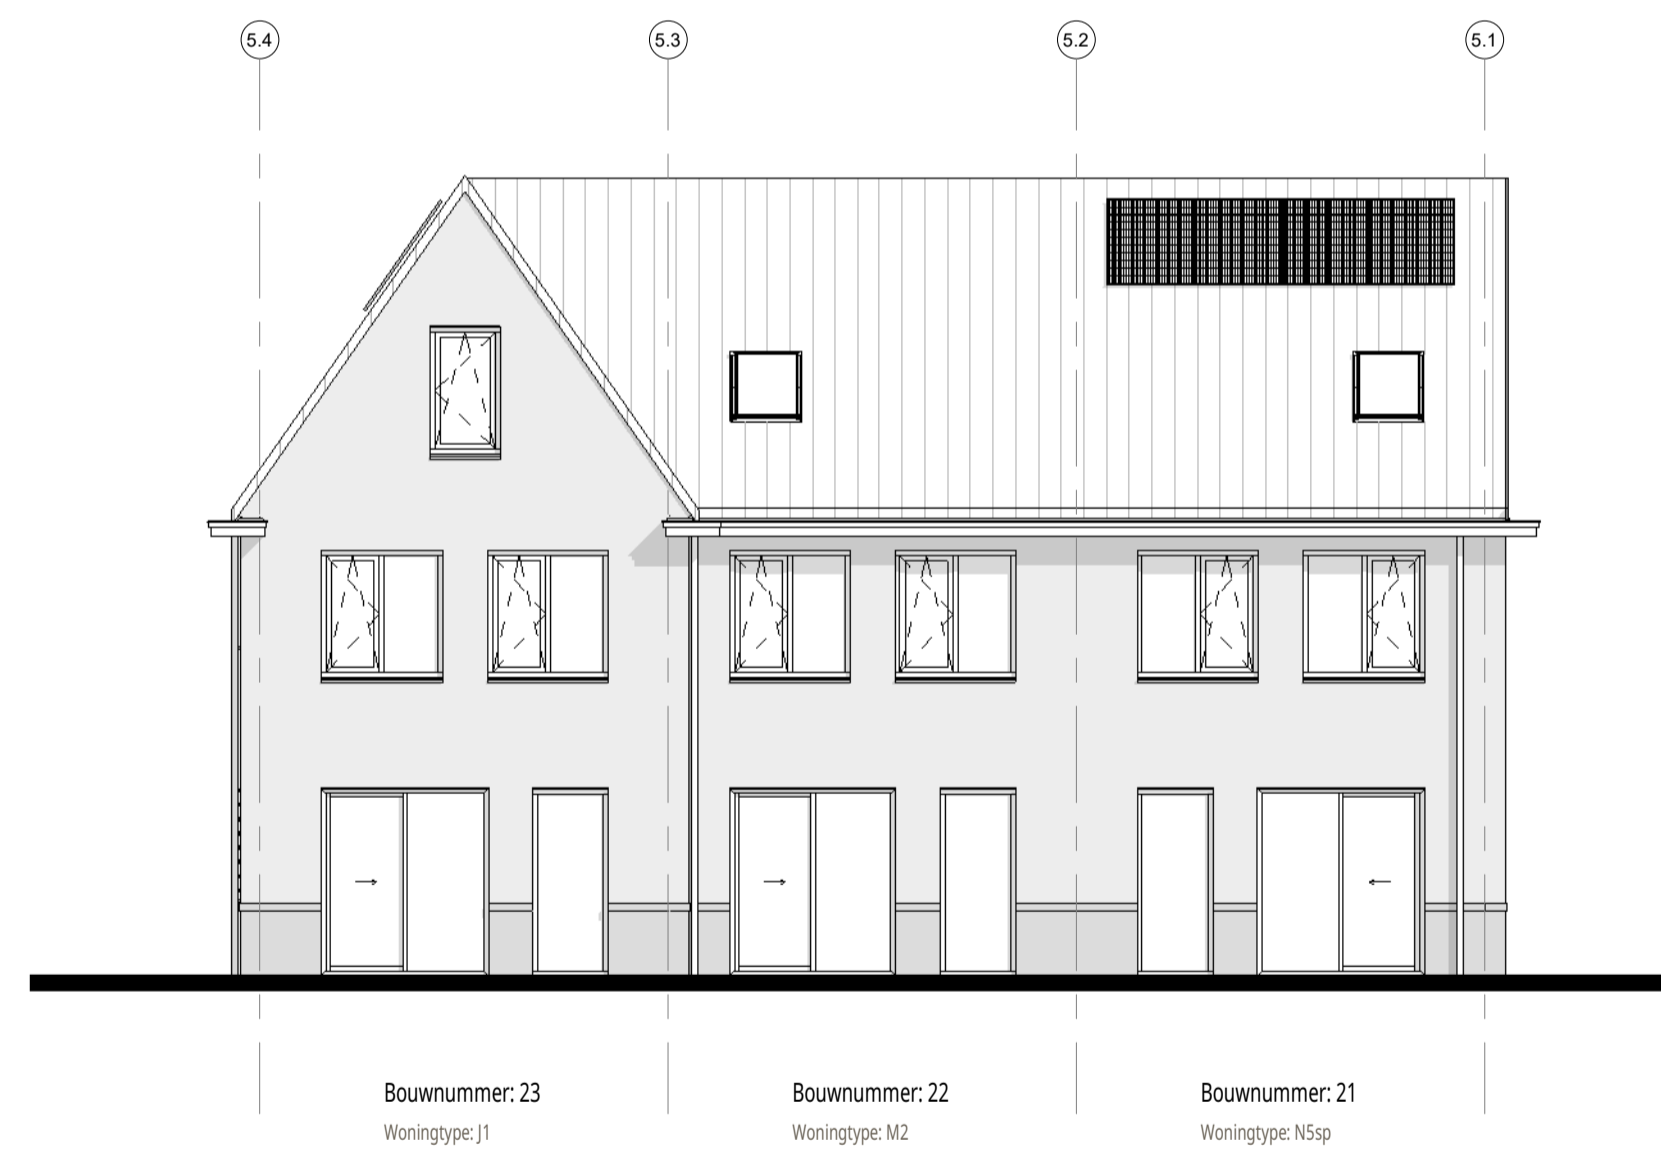 5.4
5.3
5.2
5.1
Bouwnummer: 23
Woningtype: J1
Bouwnummer: 22
Woningtype: M2
Bouwnummer: 21
Woningtype: N5sp